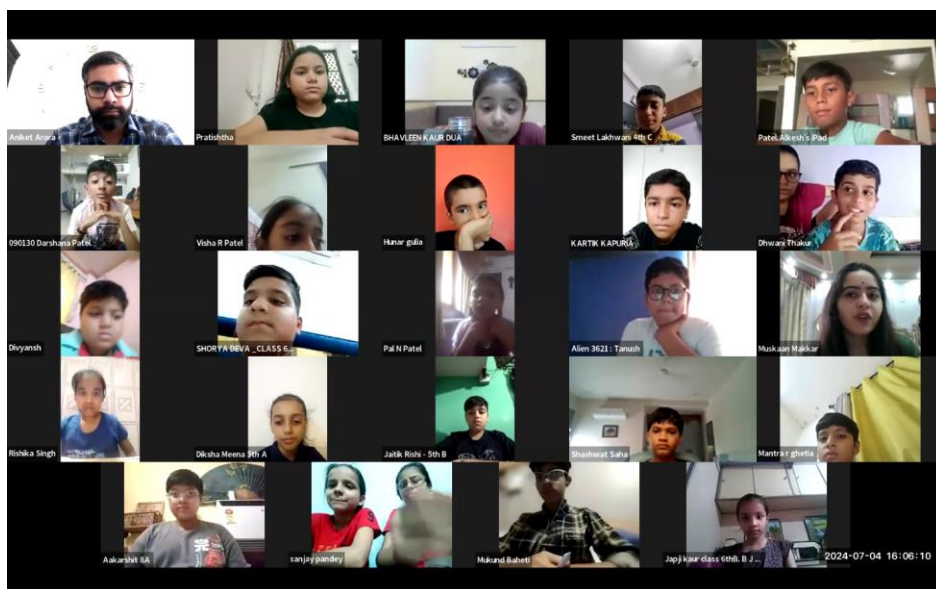 Aniket Arora
Pratishtha
BHAVLEEN KAUR DUA
Smeet Lakhwani 4th C
Patel.Alkesh's iPad
090130 Darshana Patel
Visha R Patel
Hunar gulia
KARTIK KAPURIA
Dhwani Thakur
Divyansh
SHORYA DEVA _CLASS 6...
Pal N Patel
Alien 3621 : Tanush
Muskaan Makkar
Rishika Singh
Diksha Meena 5th A
Jaitik Rishi - 5th B
Shashwat Saha
Mantra r ghetia
Aakarshit 8A
sanjay pandey
Mukund Baheti
Japji kaur class 6thB. B J ...
2024-07-04 16:06:10